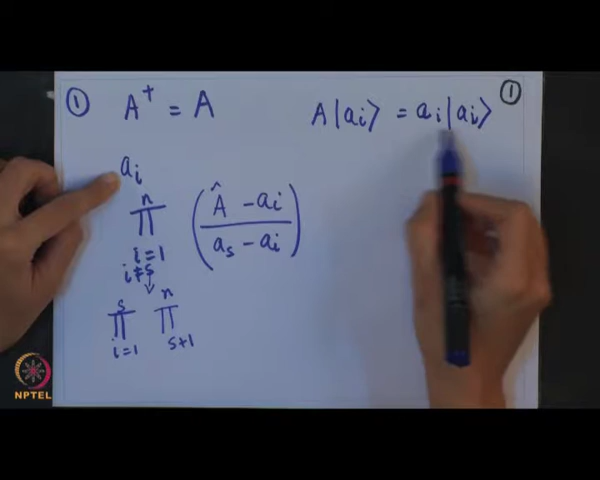 ① A⁺ = A
A|aᵢ⟩ = aᵢ|aᵢ⟩ ①
aᵢ
n
∏ ( Â - aᵢ / aₛ - aᵢ )
i=1
i≠s
↓
s n
∏ ∏
i=1 s+1
NPTEL